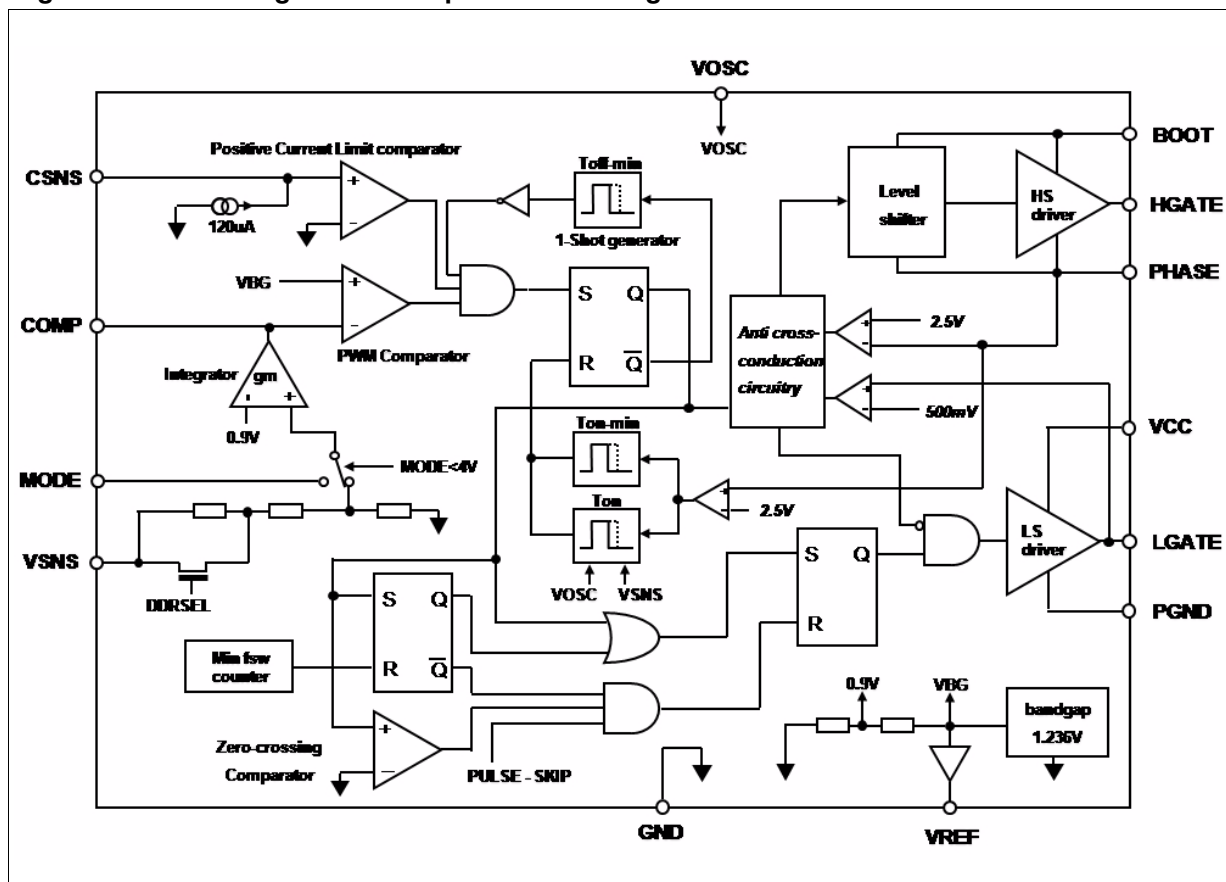 VOSC
VOSC
BOOT
Positive Current Limit comparator
Toff-min
CSNS
Level
shifter
HS
driver
HGATE
120uA
1-Shot generator
PHASE
VBG
S
Q
COMP
2.5V
Anti cross-
conduction
circuitry
PWM Comparator
R
Q
Integrator
gm
500mV
0.9V
Ton-min
VCC
MODE
MODE<4V
Ton
2.5V
VSNS
S
Q
LS
driver
LGATE
VOSC
VSNS
DDRSEL
S
Q
R
PGND
Min fsw
counter
R
Q
0.9V
VBG
bandgap
1.236V
Zero-crossing
Comparator
PULSE - SKIP
GND
VREF